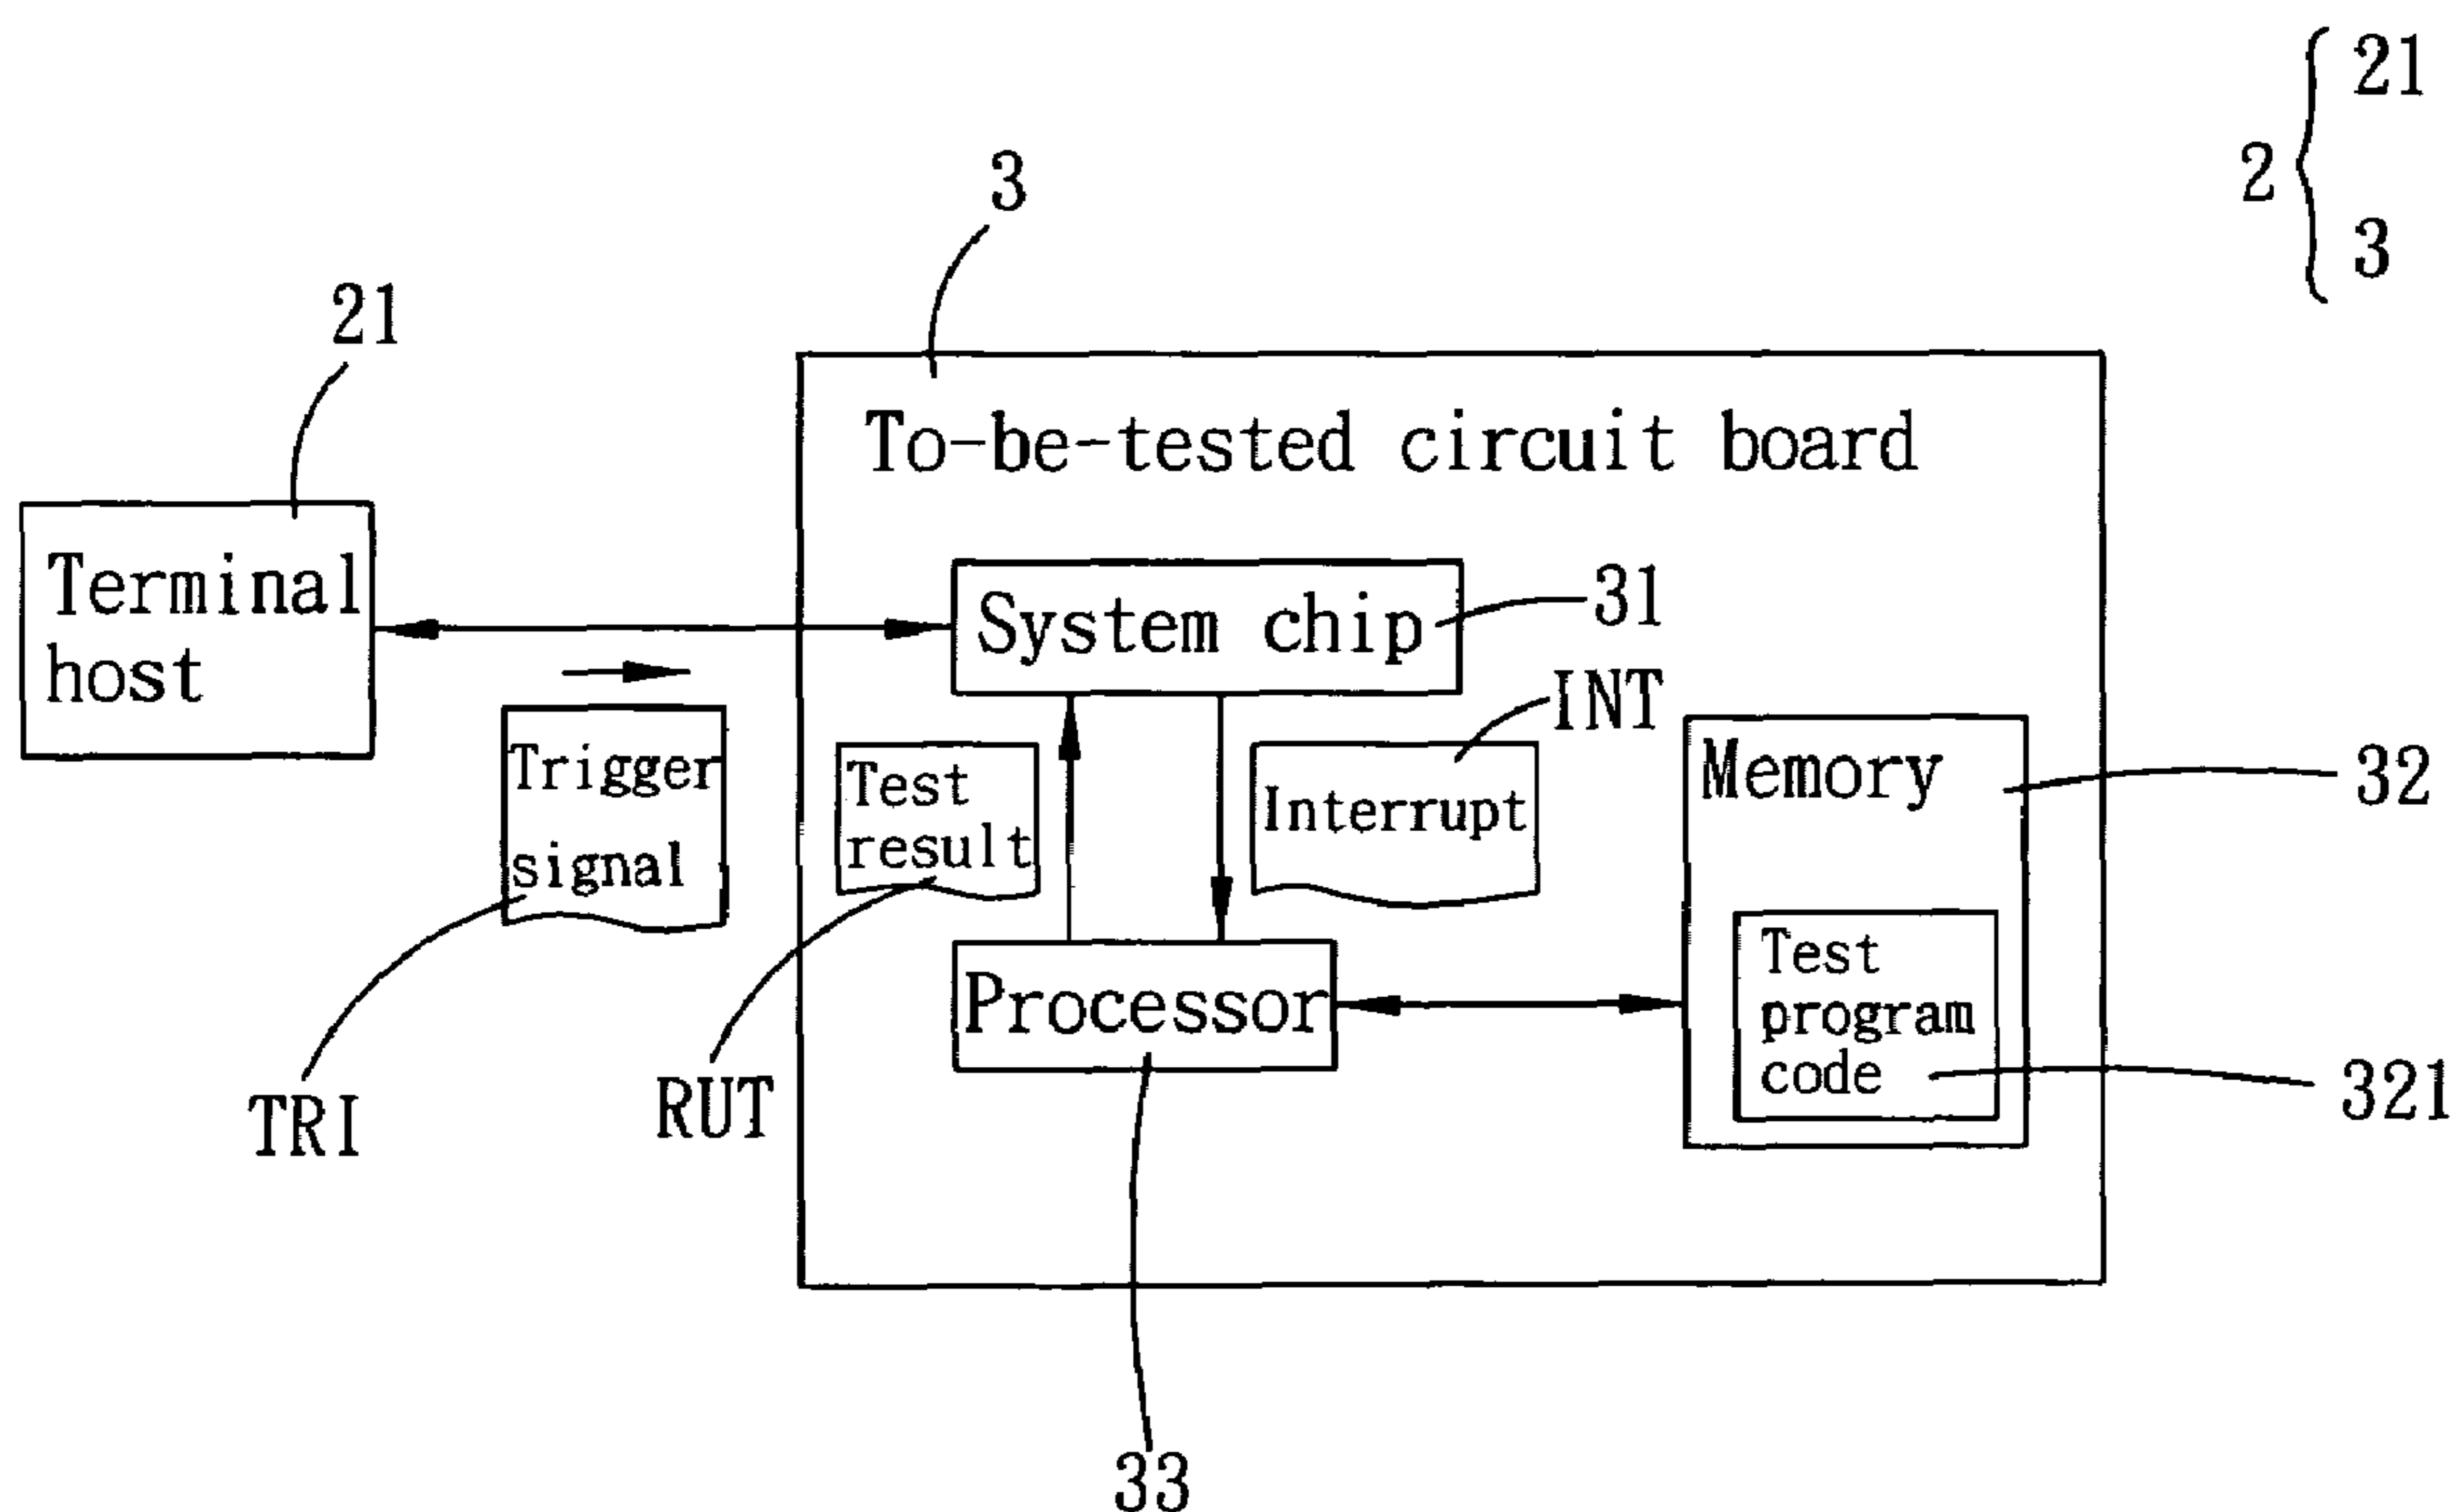 21
2
3
3
21
To-be-tested circuit board
Terminal
host
System chip
31
INT
Trigger
signal
Test
result
Interrupt
Memory
32
Test
program
code
Processor
321
TRI
RUT
33